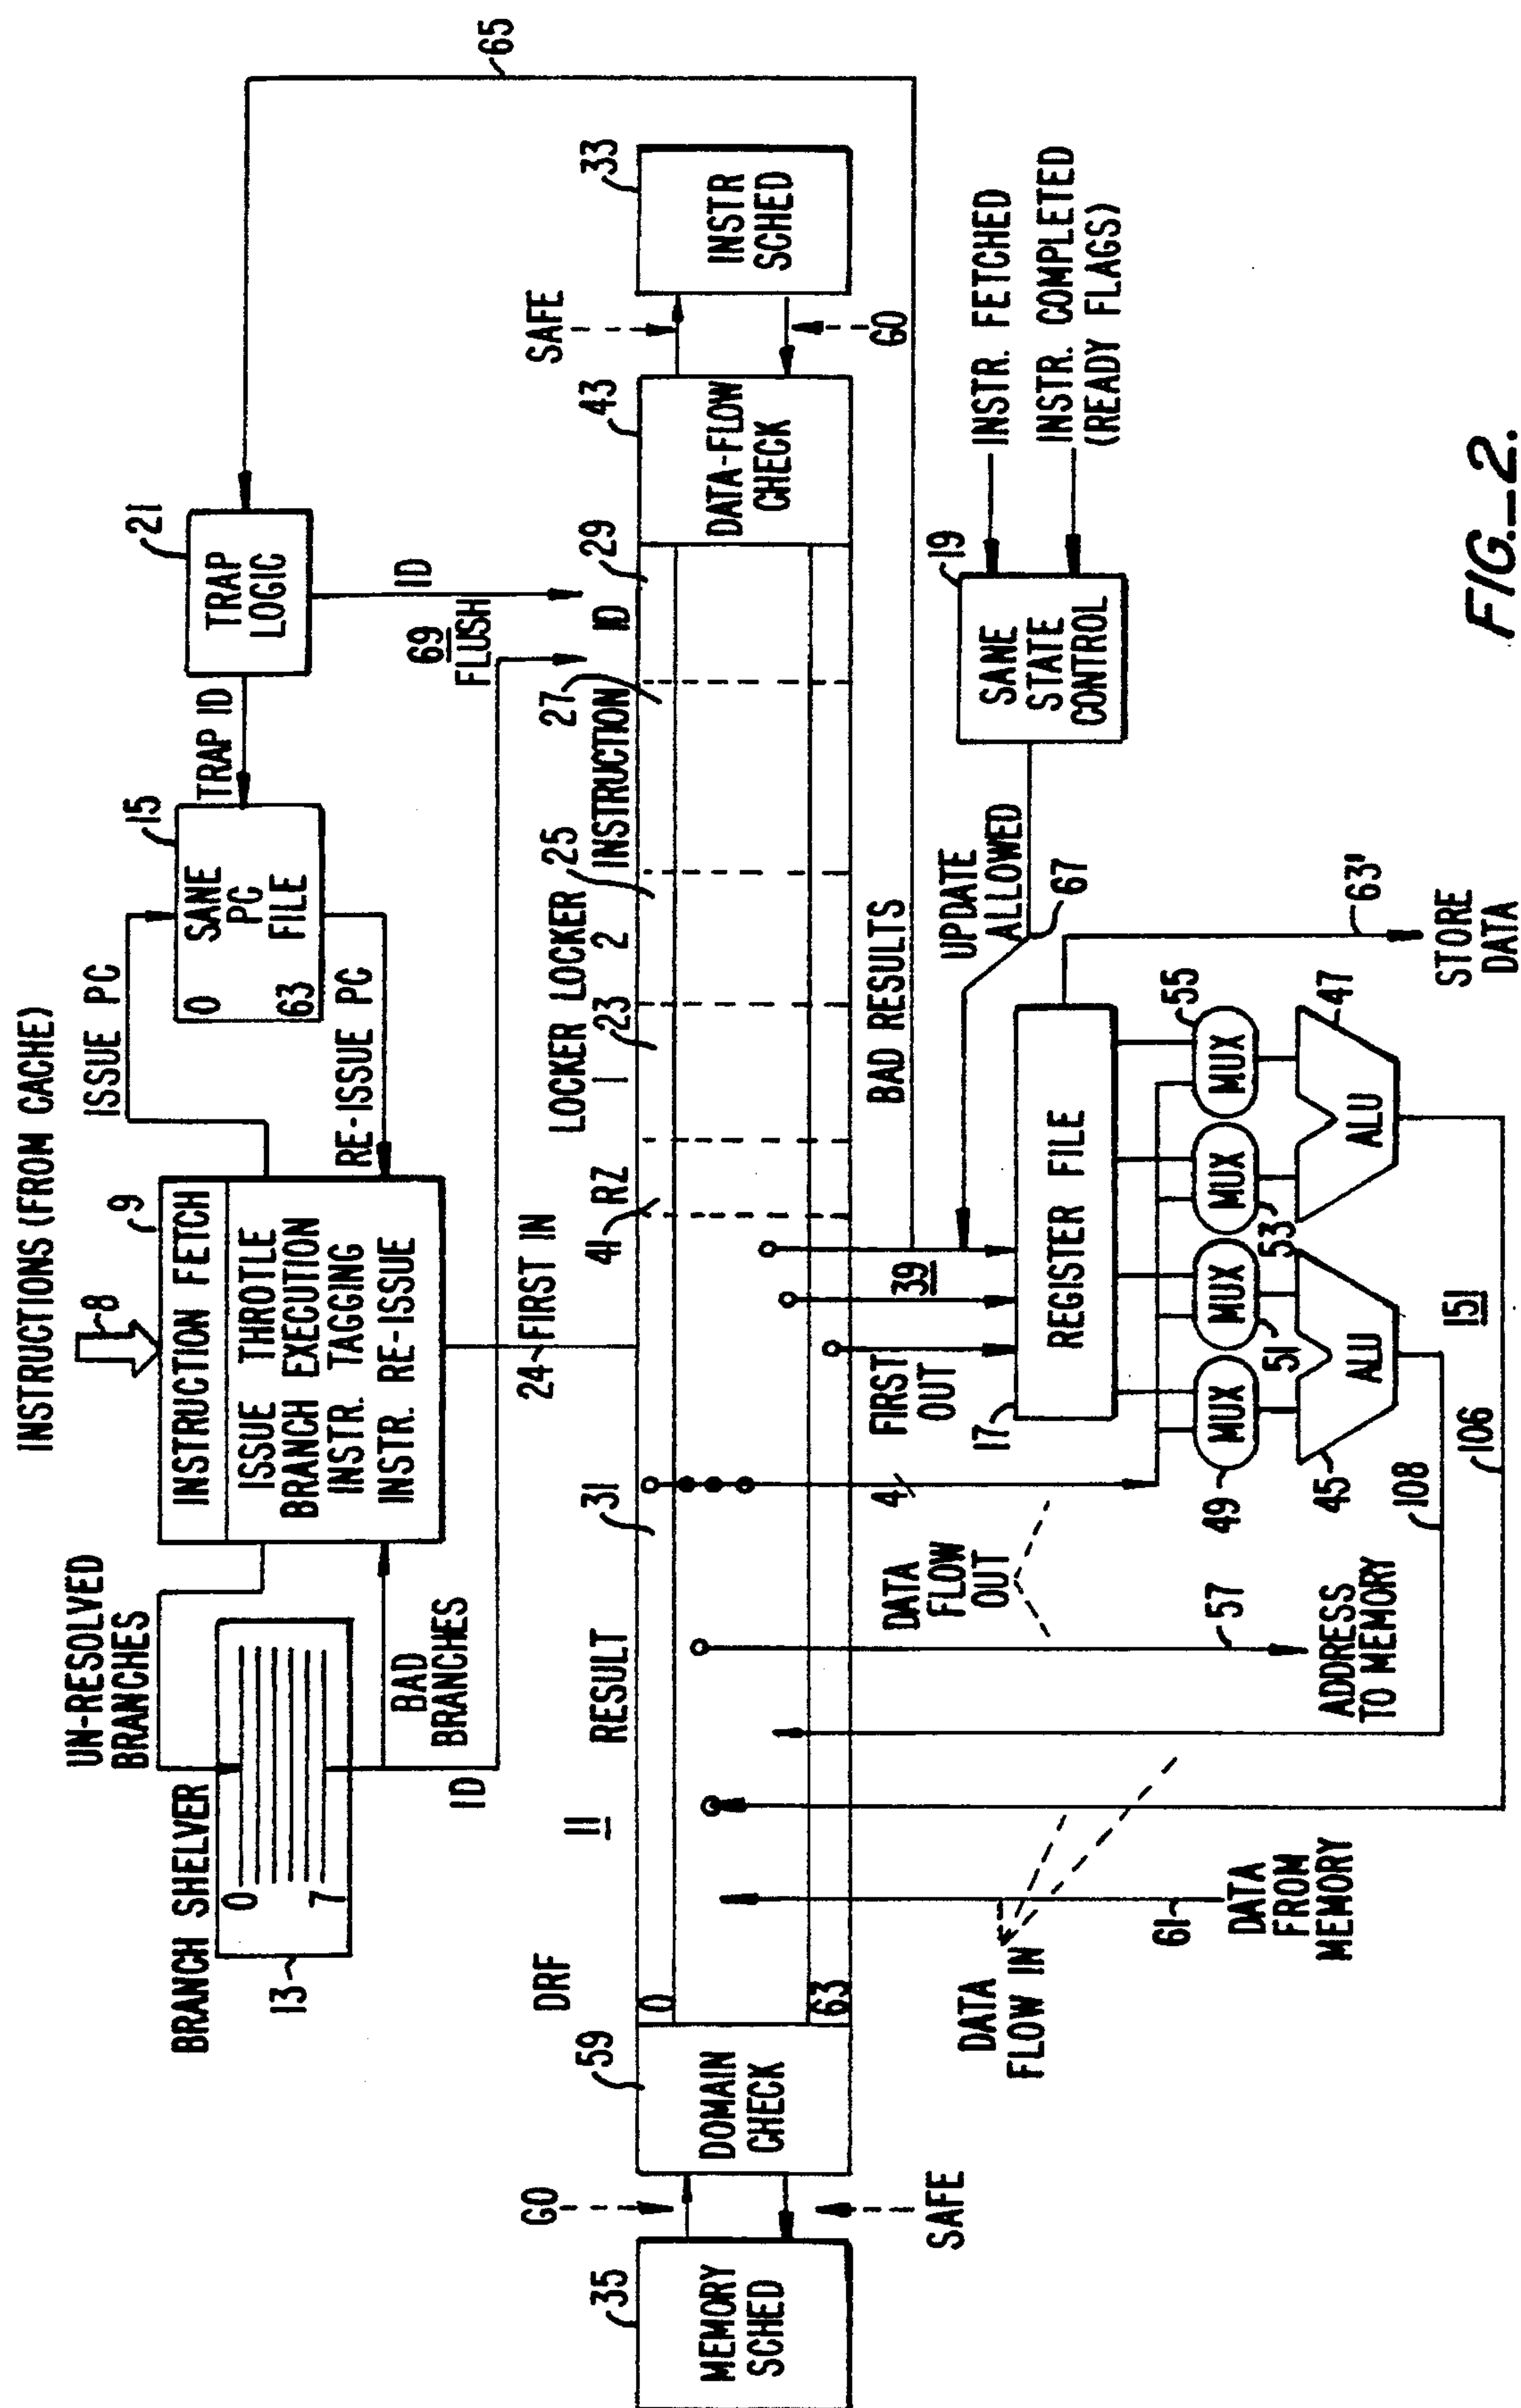 INSTRUCTIONS (FROM CACHE)
8
9
INSTRUCTION FETCH
ISSUE THROTLE
BRANCH EXECUTION
INSTR. TAGGING
INSTR. RE-ISSUE
UN-RESOLVED
BRANCHES
BRANCH SHELVER
0
7
13
BAD
BRANCHES
ID
ISSUE PC
RE-ISSUE PC
15
0 SANE
PC
63 FILE
TRAP ID
21
TRAP
LOGIC
ID
69
FLUSH
65
24
FIRST IN
35
MEMORY
SCHED
GO
SAFE
59
DOMAIN
CHECK
DRF
0
63
11
RESULT
31
41
RZ
LOCKER
1
23
LOCKER
2
25
INSTRUCTION
27
ID
29
43
DATA-FLOW
CHECK
SAFE
GO
33
INSTR
SCHED
DATA
FLOW IN
61
DATA
FROM
MEMORY
57
ADDRESS
TO MEMORY
DATA
FLOW
OUT
4
FIRST
OUT
39
BAD RESULTS
UPDATE
ALLOWED
67
19
SANE
STATE
CONTROL
INSTR. FETCHED
INSTR. COMPLETED
(READY FLAGS)
17
REGISTER FILE
63'
STORE
DATA
49
MUX
51
MUX
53
MUX
55
MUX
45
ALU
47
ALU
108
106
151
FIG._2.